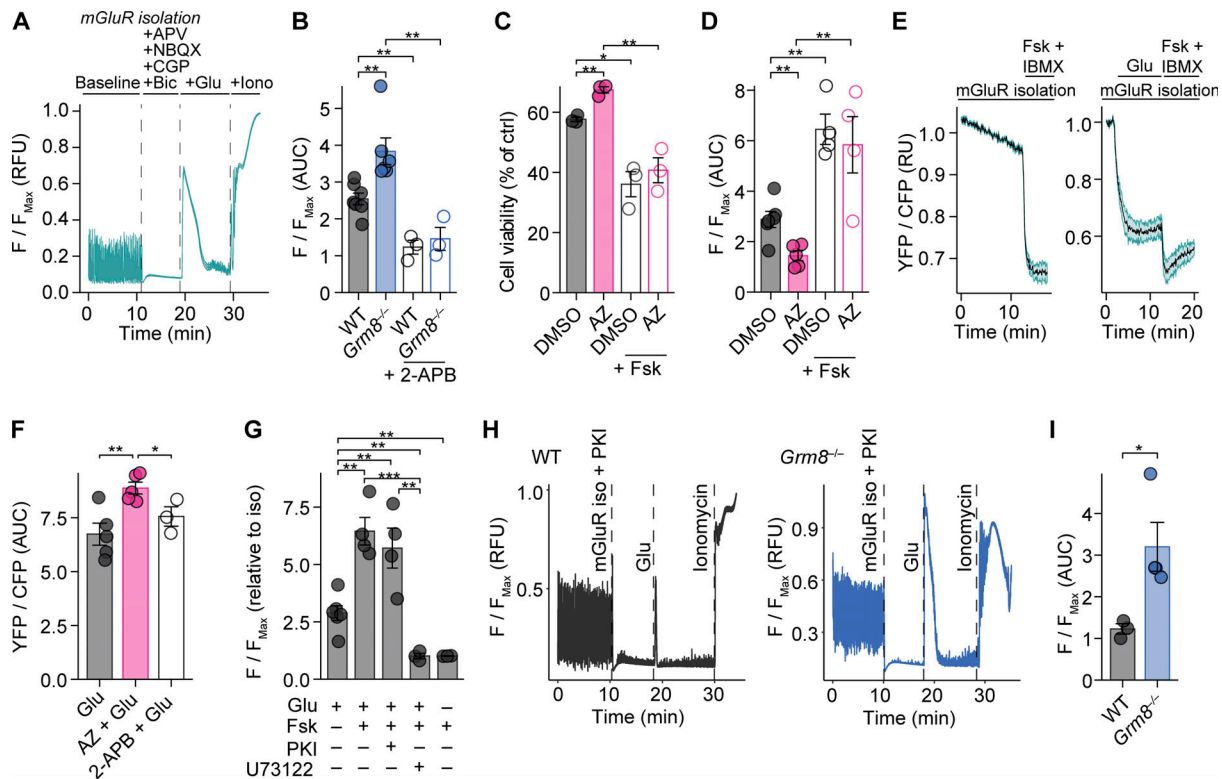 A
mGluR isolation
+APV
+NBQX
+CGP
Baseline +Bic +Glu +Iono
F / FMax (RFU)
1.0
0.8
0.6
0.4
0.2
0
0 10 20 30
Time (min)
B
F / FMax (AUC)
** ** **
5
4
3
2
1
0
WT Grm8–/– WT Grm8–/–
+ 2-APB
C
Cell viability (% of ctrl)
** * **
60
40
20
0
DMSO AZ DMSO AZ
+ Fsk
D
F / FMax (AUC)
** ** **
8
6
4
2
0
DMSO AZ DMSO AZ
+ Fsk
E
Fsk +
IBMX
mGluR isolation
YFP / CFP (RU)
1.0
0.9
0.8
0.7
0 10
Time (min)
Fsk +
Glu IBMX
mGluR isolation
1.0
0.8
0.6
0 10 20
Time (min)
F
YFP / CFP (AUC)
** *
7.5
5.0
2.5
0
Glu AZ + Glu 2-APB + Glu
G
F / FMax (relative to iso)
**
**
**
** ***
**
7.5
5.0
2.5
0.0
Glu + + + + –
Fsk – + + + +
PKI +
U73122 +
H
WT
F / FMax (RFU)
1.0
0.5
mGluR iso + PKI
Glu
Ionomycin
0 10 20 30
Time (min)
Grm8–/–
F / FMax (RFU)
0.9
0.6
0.3
mGluR iso + PKI
Glu
Ionomycin
0 10 20 30
Time (min)
I
F / FMax (AUC)
*
5
4
3
2
1
0
WT Grm8–/–